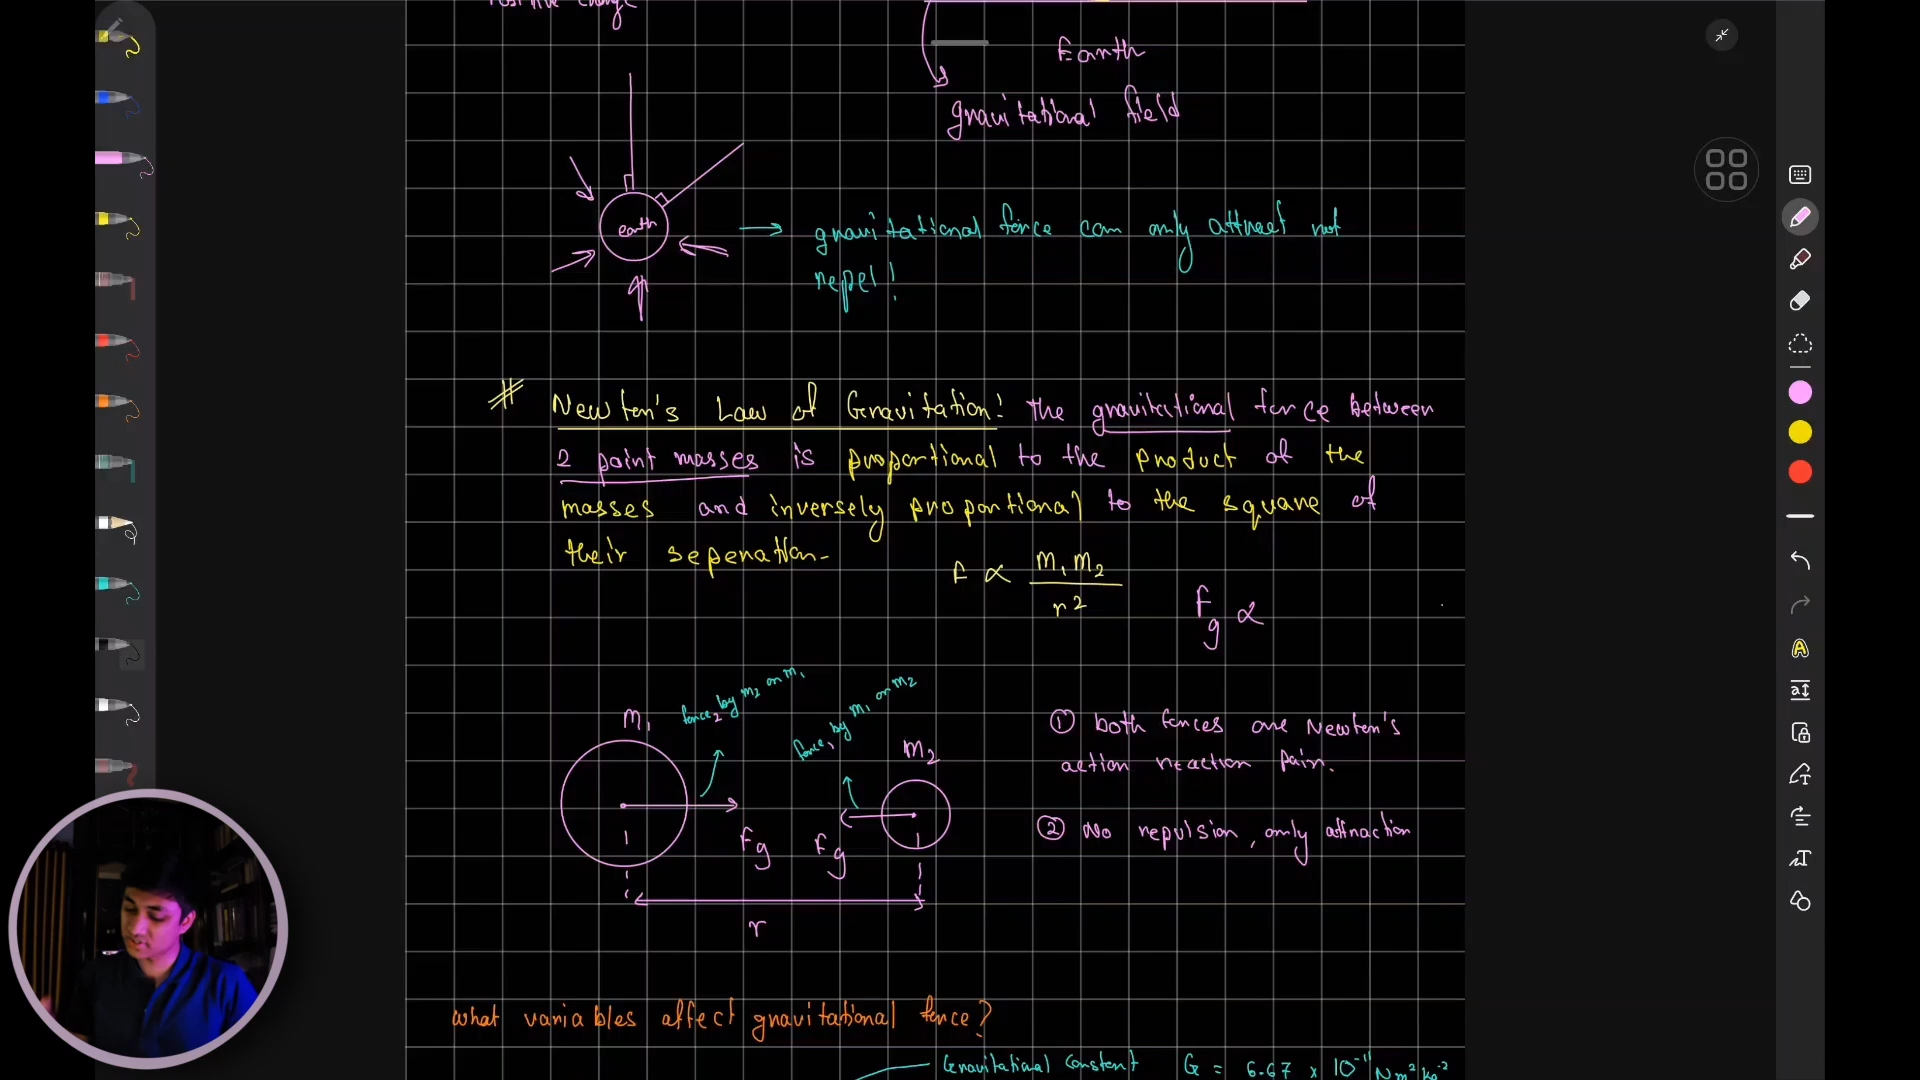 Positive charge
Earth
gravitational field
earth
gravitational force can only attract not
repel!
# Newton's Law of Gravitation: the gravitational force between
2 point masses is proportional to the product of the
masses and inversely proportional to the square of
their seperation-
F ∝ m₁m₂ / r²
Fg ∝
m₁
force₂ by m₂ on m₁
force₁ by m₁ on m₂
m₂
Fg
Fg
r
① both forces are Newton's
action reaction pair.
② No repulsion, only attraction
what variables affect gravitational force?
Gravitational constant G = 6.67 × 10⁻¹¹ Nm²kg⁻²